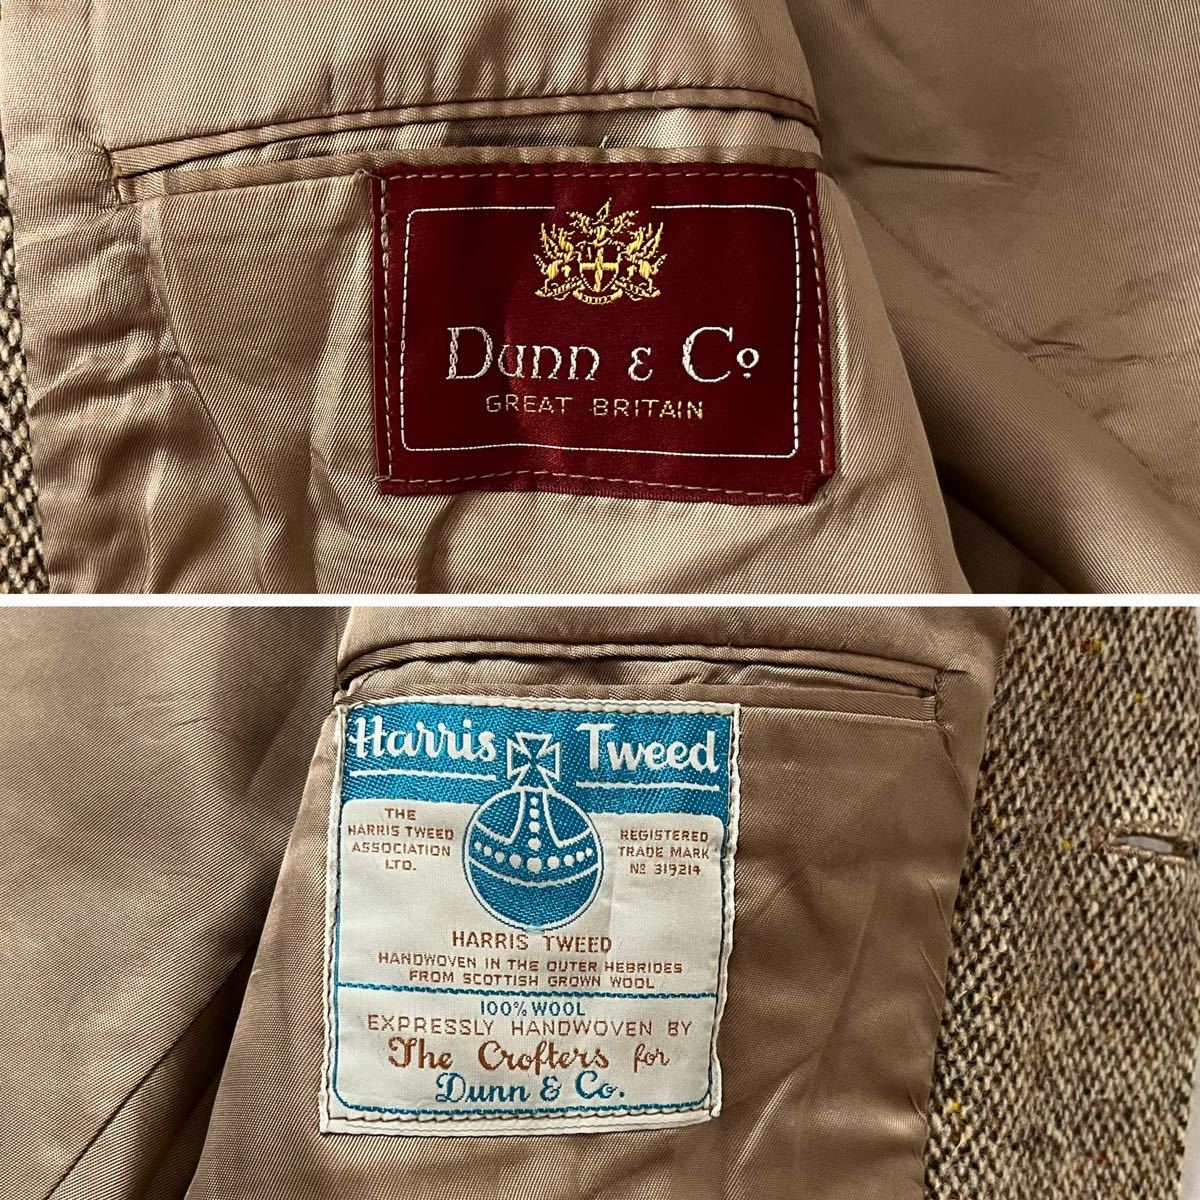 Dunn & Co
GREAT BRITAIN
Harris Tweed
THE
HARRIS TWEED
ASSOCIATION
LTD.
REGISTERED
TRADE MARK
No 319214
HARRIS TWEED
HANDWOVEN IN THE OUTER HEBRIDES
FROM SCOTTISH GROWN WOOL
100% WOOL
EXPRESSLY HANDWOVEN BY
The Crofters for
Dunn & Co.